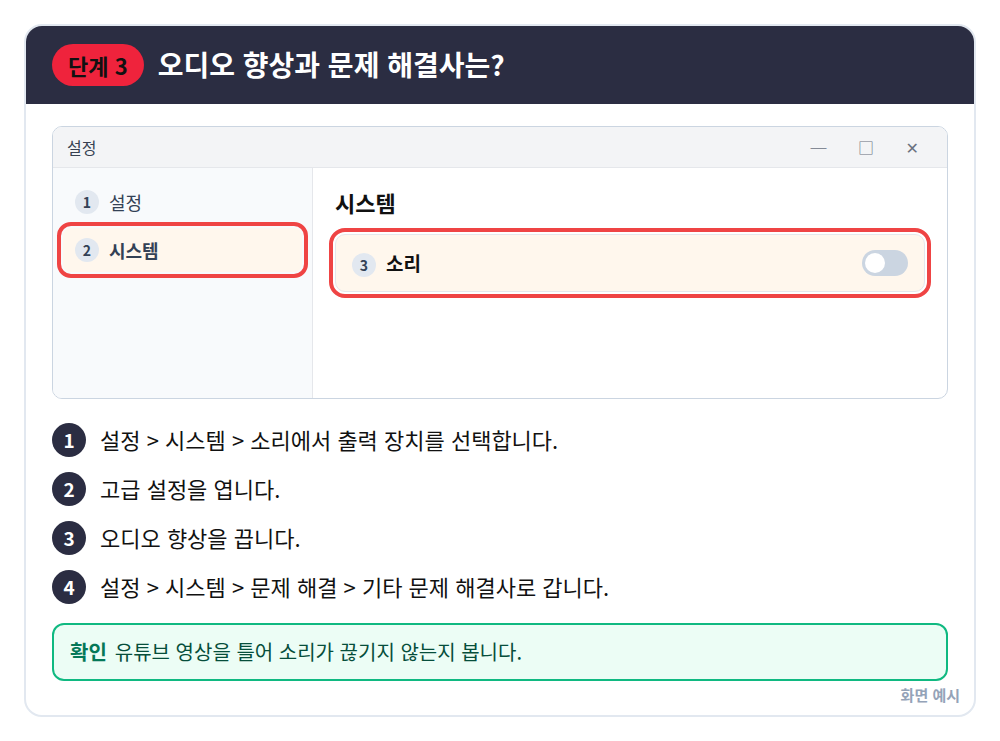 단계 3 오디오 향상과 문제 해결사는?
설정
1 설정
2 시스템
시스템
3 소리
1 설정 > 시스템 > 소리에서 출력 장치를 선택합니다.
2 고급 설정을 엽니다.
3 오디오 향상을 끕니다.
4 설정 > 시스템 > 문제 해결 > 기타 문제 해결사로 갑니다.
확인 유튜브 영상을 틀어 소리가 끊기지 않는지 봅니다.
화면 예시